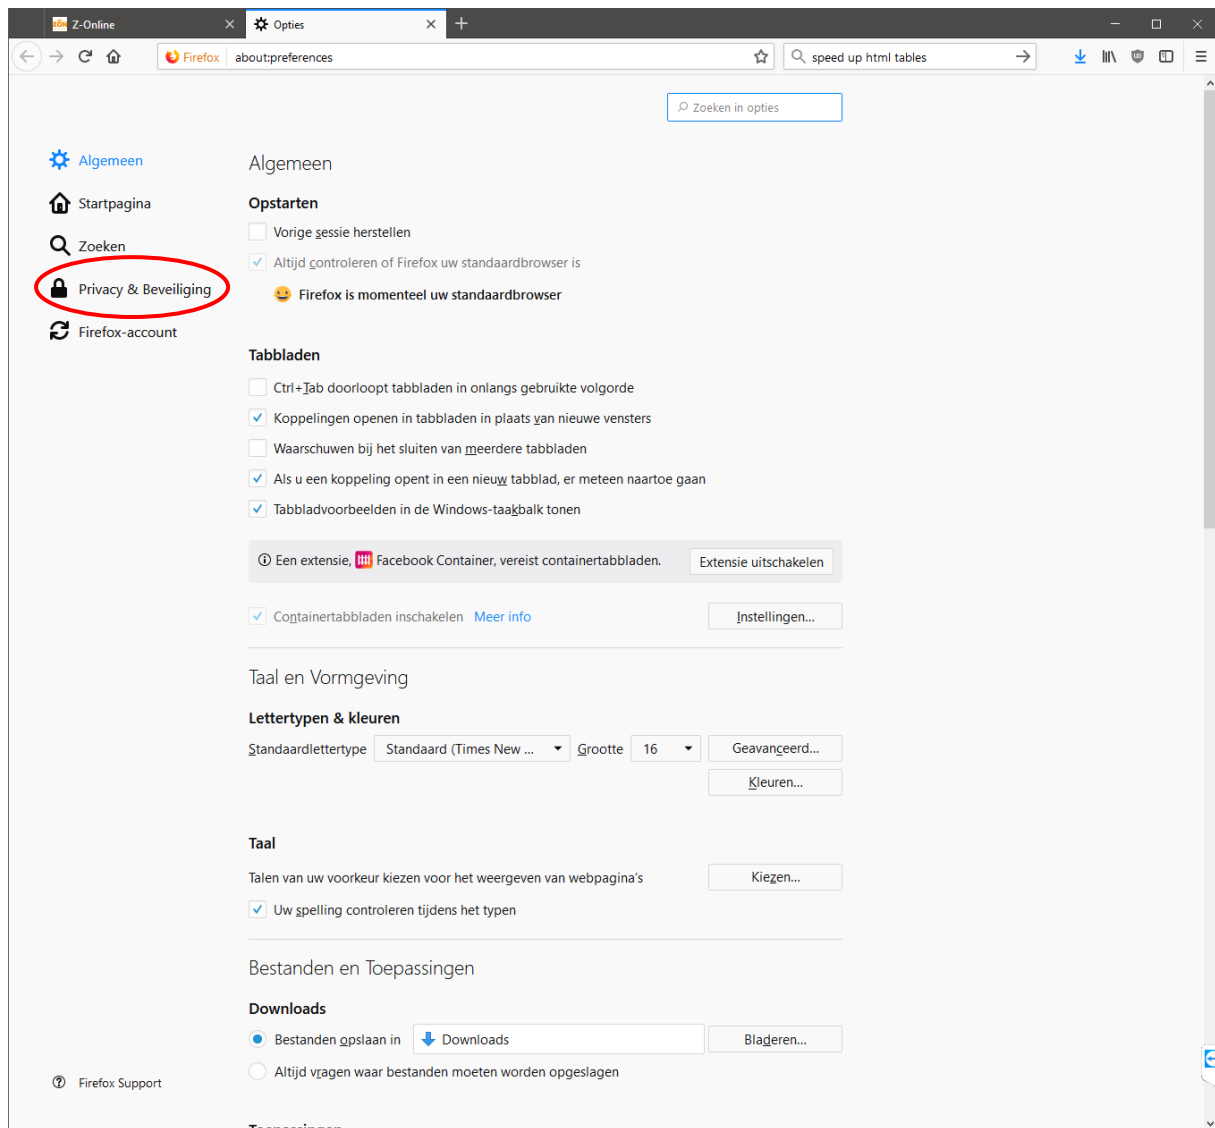 ZÖN Z-Online
Opties
Firefox about:preferences
speed up html tables
Zoeken in opties
Algemeen
Startpagina
Zoeken
Privacy & Beveiliging
Firefox-account
Algemeen
Opstarten
Vorige sessie herstellen
Altijd controleren of Firefox uw standaardbrowser is
Firefox is momenteel uw standaardbrowser
Tabbladen
Ctrl+Tab doorloopt tabbladen in onlangs gebruikte volgorde
Koppelingen openen in tabbladen in plaats van nieuwe vensters
Waarschuwen bij het sluiten van meerdere tabbladen
Als u een koppeling opent in een nieuw tabblad, er meteen naartoe gaan
Tabbladvoorbeelden in de Windows-taakbalk tonen
Een extensie, Facebook Container, vereist containertabbladen. Extensie uitschakelen
Containertabbladen inschakelen Meer info Instellingen...
Taal en Vormgeving
Lettertypen & kleuren
Standaardlettertype Standaard (Times New ... Grootte 16 Geavanceerd...
Kleuren...
Taal
Talen van uw voorkeur kiezen voor het weergeven van webpagina's Kiezen...
Uw spelling controleren tijdens het typen
Bestanden en Toepassingen
Downloads
Bestanden opslaan in Downloads Bladeren...
Altijd vragen waar bestanden moeten worden opgeslagen
Firefox Support